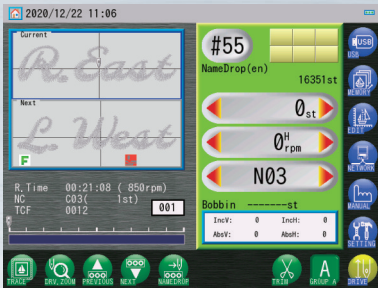 2020/12/22 11:06
Current
R. East
Next
L. West
F
R.Time 00:21:08 ( 850rpm)
NC C03( 1st)
TCF 0012
001
#55
NameDrop(en)
16351st
0st
0H rpm
N03
Bobbin -------st
IncV: 0 IncH: 0
AbsV: 0 AbsH: 0
USB
USB
MEMORY
EDIT
NETWORK
MANUAL
SETTING
TRACE
DRV.ZOOM
PREVIOUS
NEXT
NAMEDROP
TRIM
A
GROUP A
DRIVE